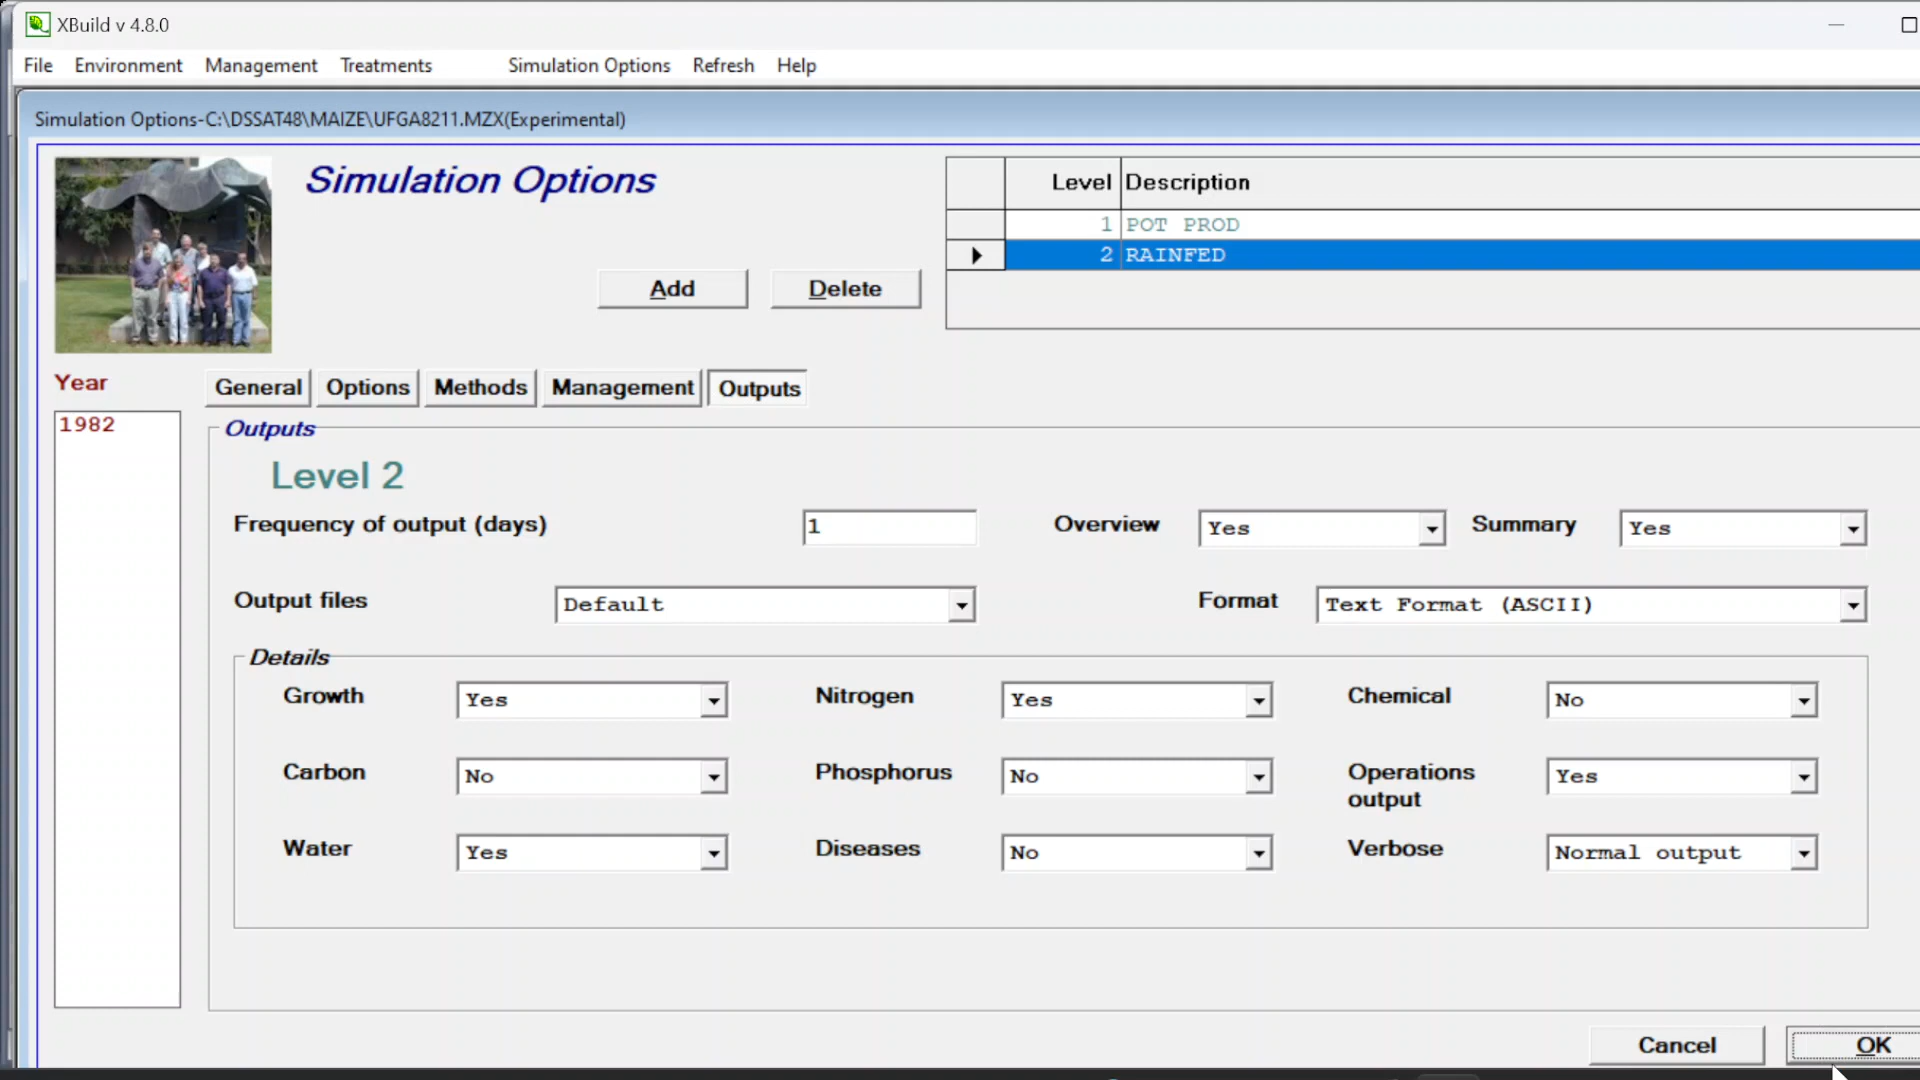 XBuild v 4.8.0
File Environment Management Treatments Simulation Options Refresh Help
Simulation Options-C:\DSSAT48\MAIZE\UFGA8211.MZX(Experimental)
Simulation Options
Level Description
1 POT PROD
2 RAINFED
Add Delete
Year
1982
General Options Methods Management Outputs
Outputs
Level 2
Frequency of output (days) 1 Overview Yes Summary Yes
Output files Default Format Text Format (ASCII)
Details
Growth Yes Nitrogen Yes Chemical No
Carbon No Phosphorus No Operations output Yes
Water Yes Diseases No Verbose Normal output
Cancel OK